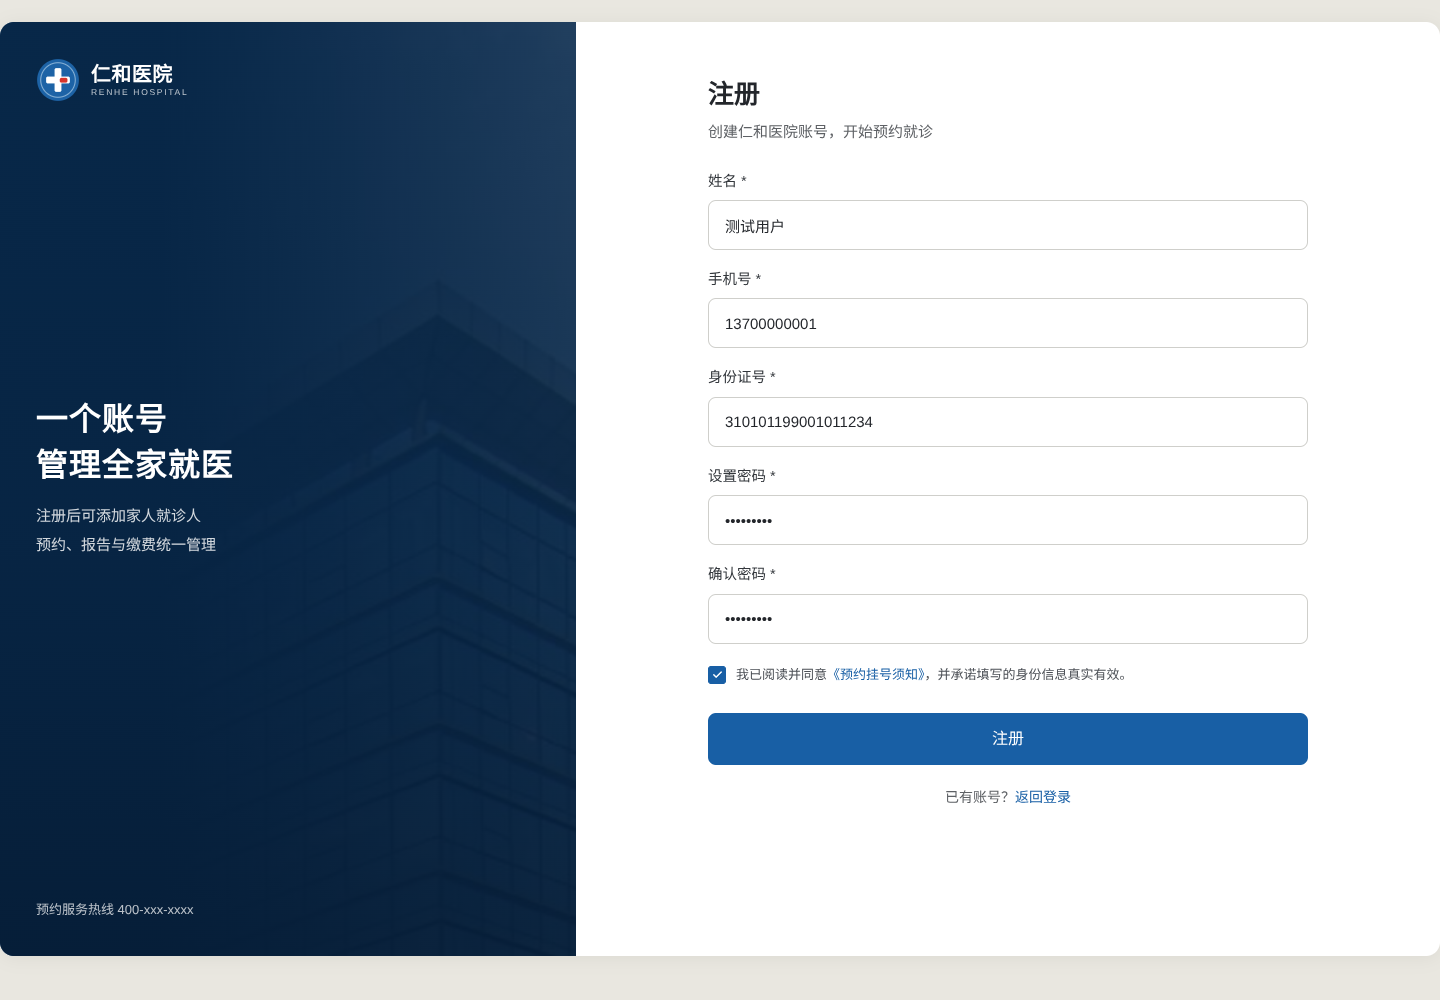 仁和医院
RENHE HOSPITAL
一个账号
管理全家就医
注册后可添加家人就诊人
预约、报告与缴费统一管理
预约服务热线 400-xxx-xxxx
注册
创建仁和医院账号，开始预约就诊
姓名 *
测试用户
手机号 *
13700000001
身份证号 *
310101199001011234
设置密码 *
•••••••••
确认密码 *
•••••••••
我已阅读并同意《预约挂号须知》，并承诺填写的身份信息真实有效。
注册
已有账号？返回登录